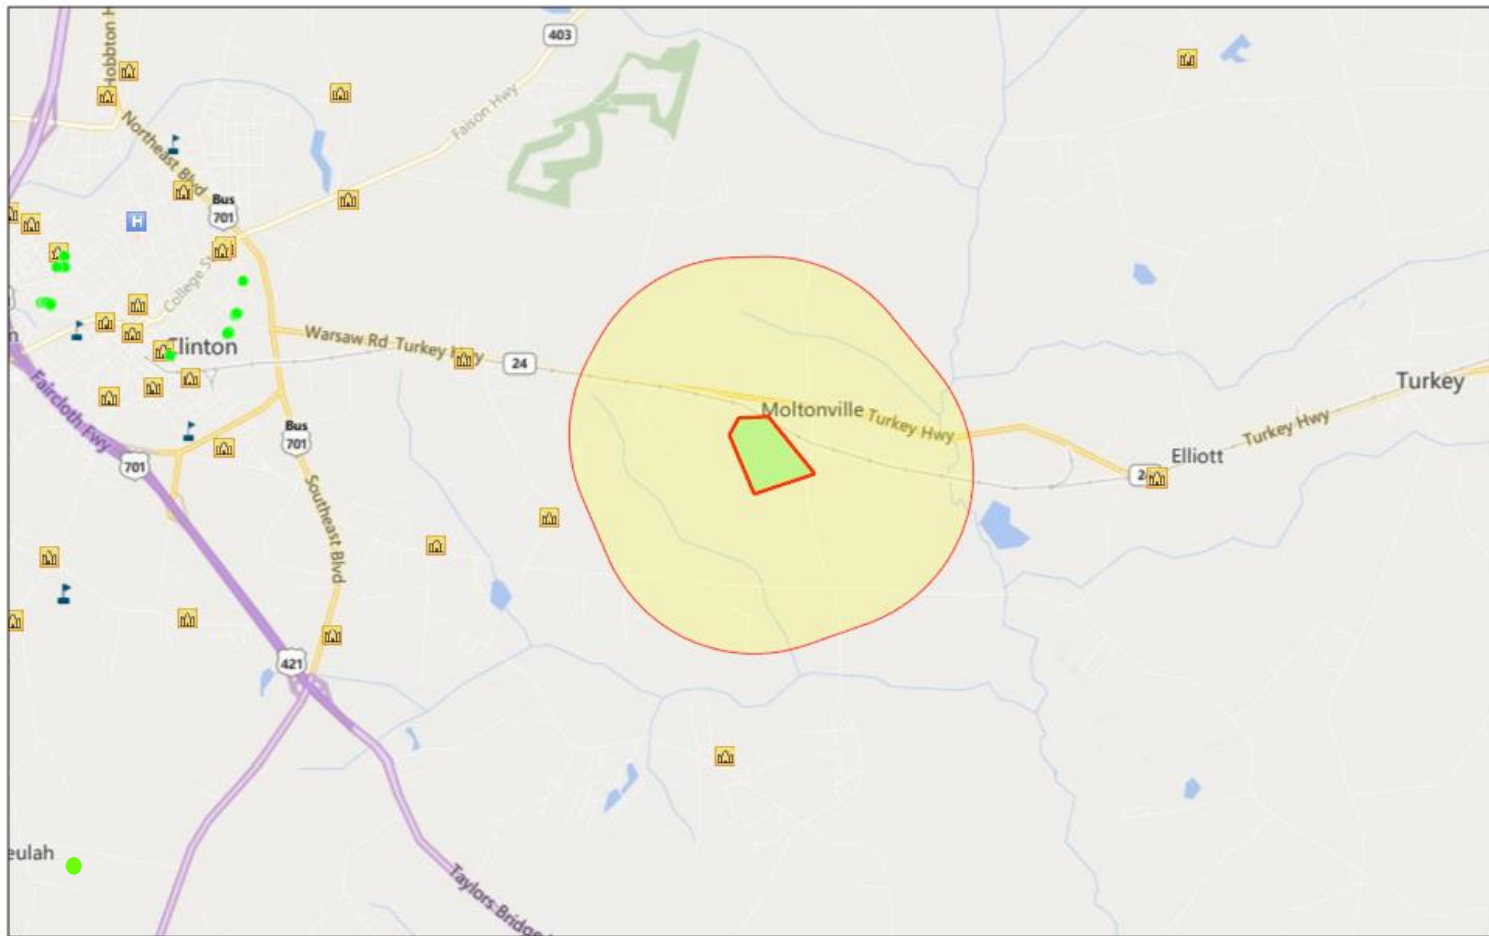 403
Hobbton H
Faison Hwy
Northeast Blvd
Bus
701
H
College St
Clinton
Warsaw Rd Turkey Hwy
24
Moltonville
Turkey Hwy
Turkey
Turkey Hwy
Elliott
2
n
Faircloth Fwy
701
Bus
701
Southeast Blvd
421
eulah
Taylors Bridge